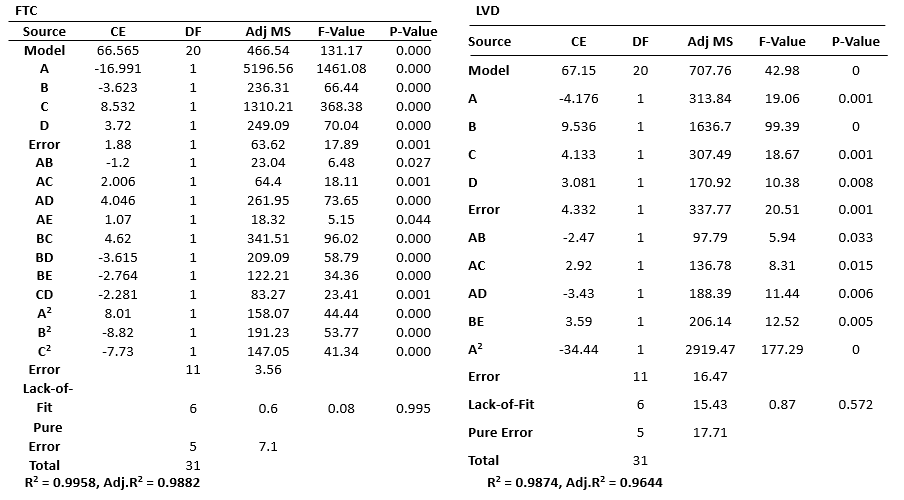 FTC
Source CE DF Adj MS F-Value P-Value
Model 66.565 20 466.54 131.17 0.000
A -16.991 1 5196.56 1461.08 0.000
B -3.623 1 236.31 66.44 0.000
C 8.532 1 1310.21 368.38 0.000
D 3.72 1 249.09 70.04 0.000
Error 1.88 1 63.62 17.89 0.001
AB -1.2 1 23.04 6.48 0.027
AC 2.006 1 64.4 18.11 0.001
AD 4.046 1 261.95 73.65 0.000
AE 1.07 1 18.32 5.15 0.044
BC 4.62 1 341.51 96.02 0.000
BD -3.615 1 209.09 58.79 0.000
BE -2.764 1 122.21 34.36 0.000
CD -2.281 1 83.27 23.41 0.001
A² 8.01 1 158.07 44.44 0.000
B² -8.82 1 191.23 53.77 0.000
C² -7.73 1 147.05 41.34 0.000
Error 11 3.56
Lack-of-
Fit 6 0.6 0.08 0.995
Pure
Error 5 7.1
Total 31
R² = 0.9958, Adj.R² = 0.9882
LVD
Source CE DF Adj MS F-Value P-Value
Model 67.15 20 707.76 42.98 0
A -4.176 1 313.84 19.06 0.001
B 9.536 1 1636.7 99.39 0
C 4.133 1 307.49 18.67 0.001
D 3.081 1 170.92 10.38 0.008
Error 4.332 1 337.77 20.51 0.001
AB -2.47 1 97.79 5.94 0.033
AC 2.92 1 136.78 8.31 0.015
AD -3.43 1 188.39 11.44 0.006
BE 3.59 1 206.14 12.52 0.005
A² -34.44 1 2919.47 177.29 0
Error 11 16.47
Lack-of-Fit 6 15.43 0.87 0.572
Pure Error 5 17.71
Total 31
R² = 0.9874, Adj.R² = 0.9644